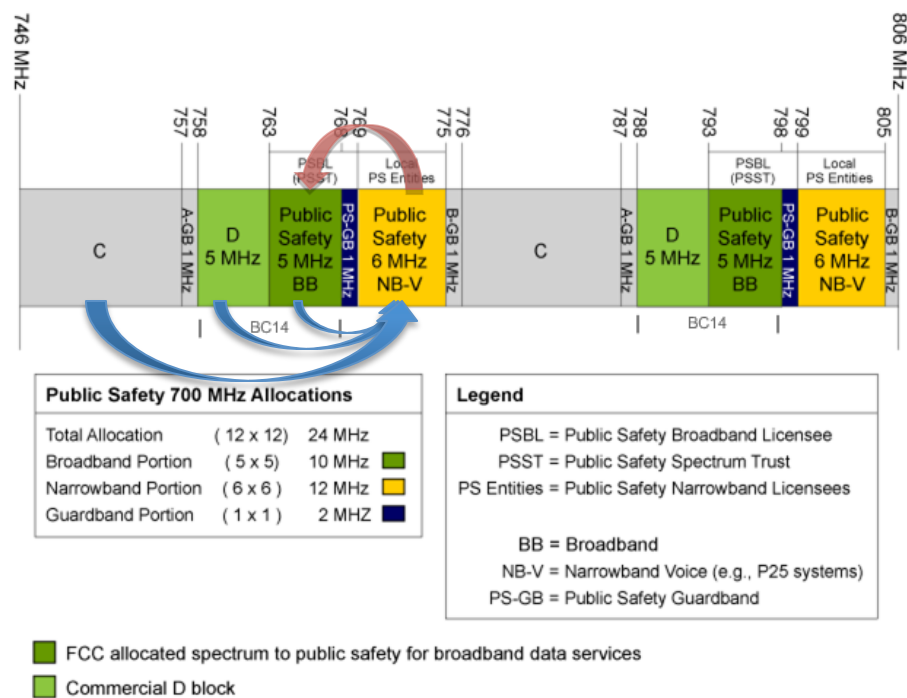 746 MHz
806 MHz
757
758
763
768
769
775
776
787
788
793
798
799
805
PSBL
(PSST)
Local
PS Entities
PSBL
(PSST)
Local
PS Entities
C
A-GB 1 MHz
D
5 MHz
Public
Safety
5 MHz
BB
PS-GB 1 MHz
Public
Safety
6 MHz
NB-V
B-GB 1 MHz
C
A-GB 1 MHz
D
5 MHz
Public
Safety
5 MHz
BB
PS-GB 1 MHz
Public
Safety
6 MHz
NB-V
B-GB 1 MHz
BC14
BC14
Public Safety 700 MHz Allocations
Total Allocation ( 12 x 12) 24 MHz
Broadband Portion ( 5 x 5) 10 MHz
Narrowband Portion ( 6 x 6 ) 12 MHz
Guardband Portion ( 1 x 1 ) 2 MHZ
Legend
PSBL = Public Safety Broadband Licensee
PSST = Public Safety Spectrum Trust
PS Entities = Public Safety Narrowband Licensees
BB = Broadband
NB-V = Narrowband Voice (e.g., P25 systems)
PS-GB = Public Safety Guardband
FCC allocated spectrum to public safety for broadband data services
Commercial D block